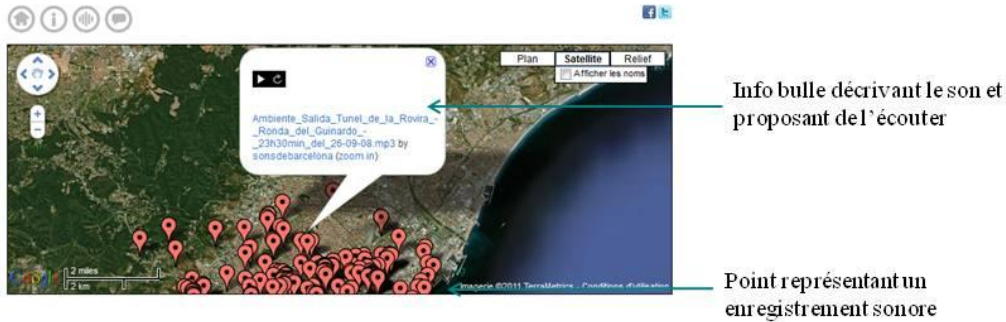 Plan Satellite Relief
Afficher les noms
Info bulle décrivant le son et
proposant de l'écouter
Ambiente_Salida_Tunel_de_la_Rovira_-
_Ronda_del_Guinardo_-
_23h30min_del_26-09-08.mp3 by
sonsdebarcelona (zoom in)
2 miles
2 km
Imagerie ©2011 TerraMetrics - Conditions d'utilisation
Point représentant un
enregistrement sonore